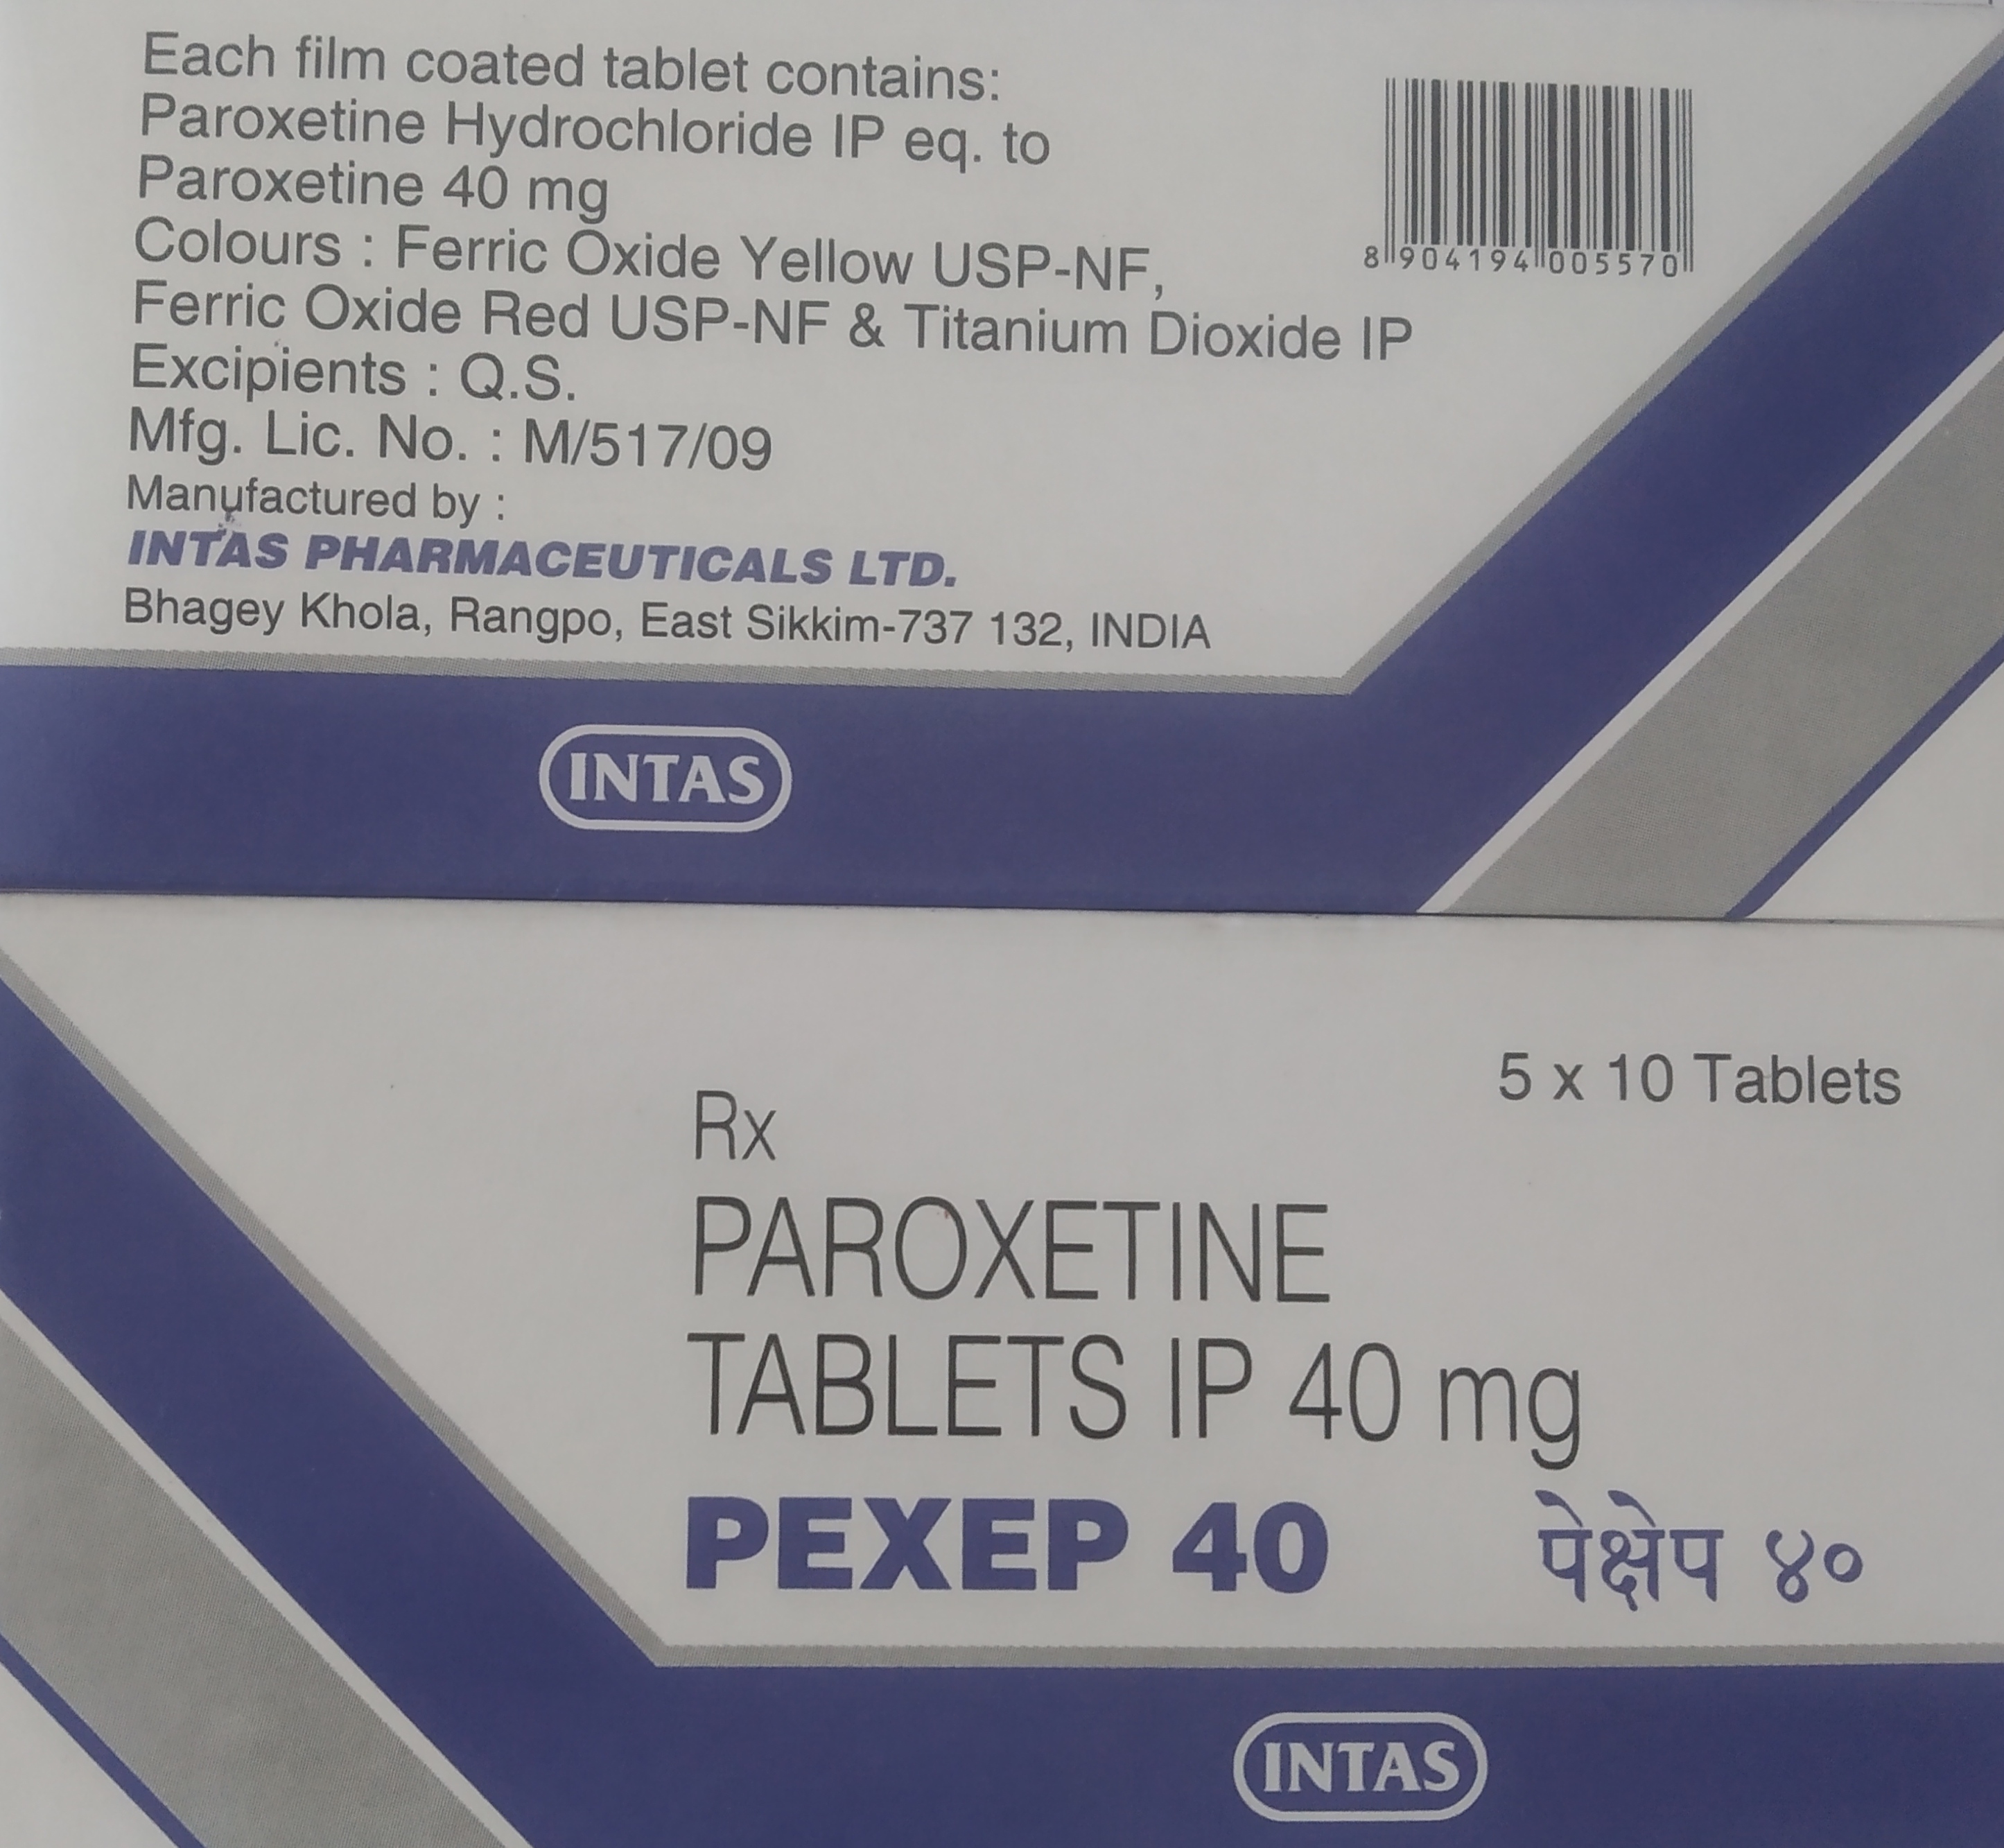 Each film coated tablet contains:
Paroxetine Hydrochloride IP eq. to
Paroxetine 40 mg
Colours : Ferric Oxide Yellow USP-NF,
Ferric Oxide Red USP-NF & Titanium Dioxide IP
Excipients : Q.S.
Mfg. Lic. No. : M/517/09
Manufactured by :
INTAS PHARMACEUTICALS LTD.
Bhagey Khola, Rangpo, East Sikkim-737 132, INDIA
8 904194 005570
INTAS
5 x 10 Tablets
Rx
PAROXETINE
TABLETS IP 40 mg
PEXEP 40 पेक्षेप ४०
INTAS